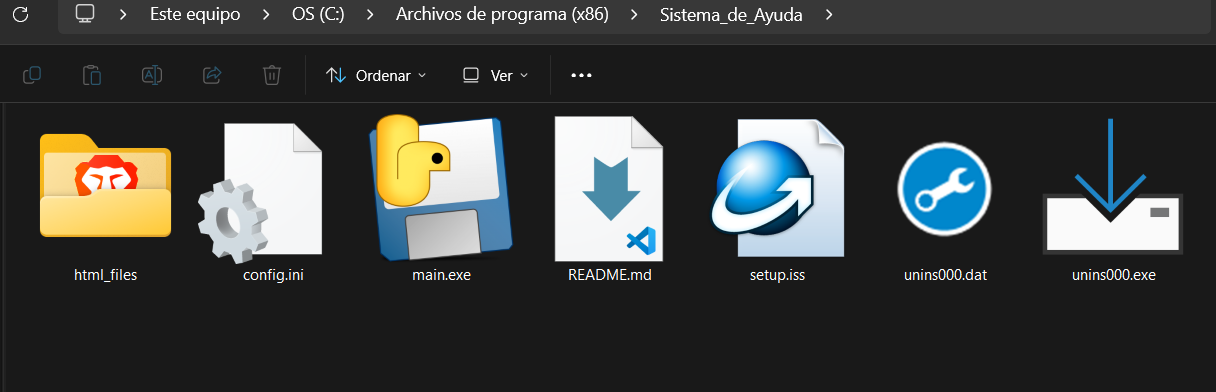 Este equipo > OS (C:) > Archivos de programa (x86) > Sistema_de_Ayuda >
Ordenar Ver
html_files config.ini main.exe README.md setup.iss unins000.dat unins000.exe